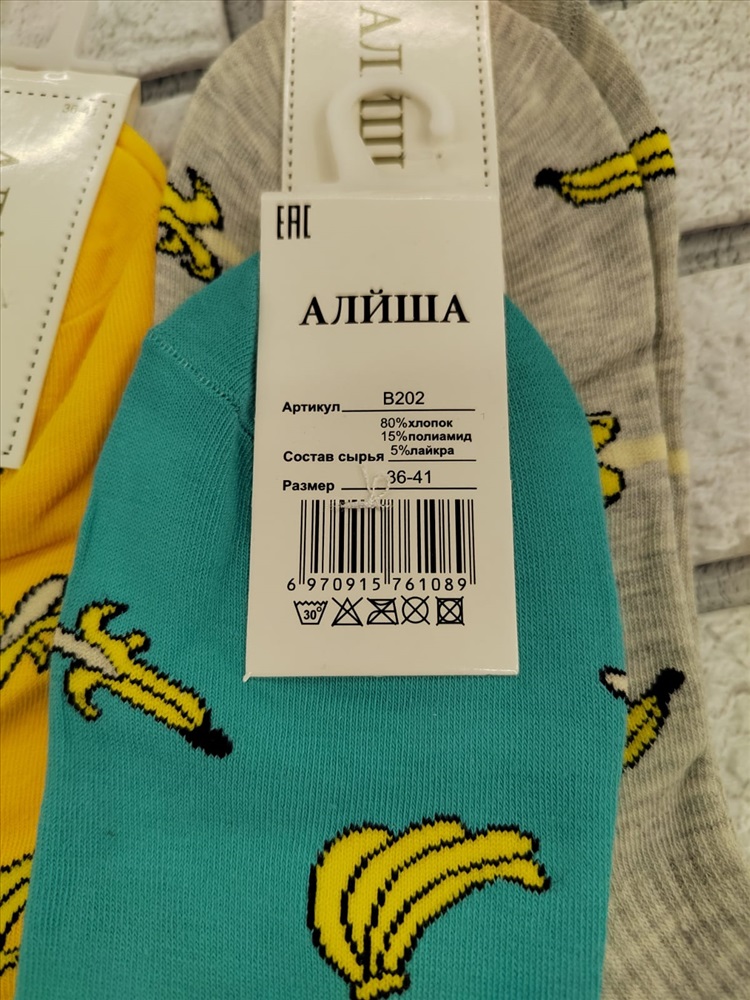 АЛИШ
EAC
АЛЙША
Артикул B202
80%хлопок
15%полиамид
Состав сырья 5%лайкра
Размер 36-41
6 970915 761089
30°